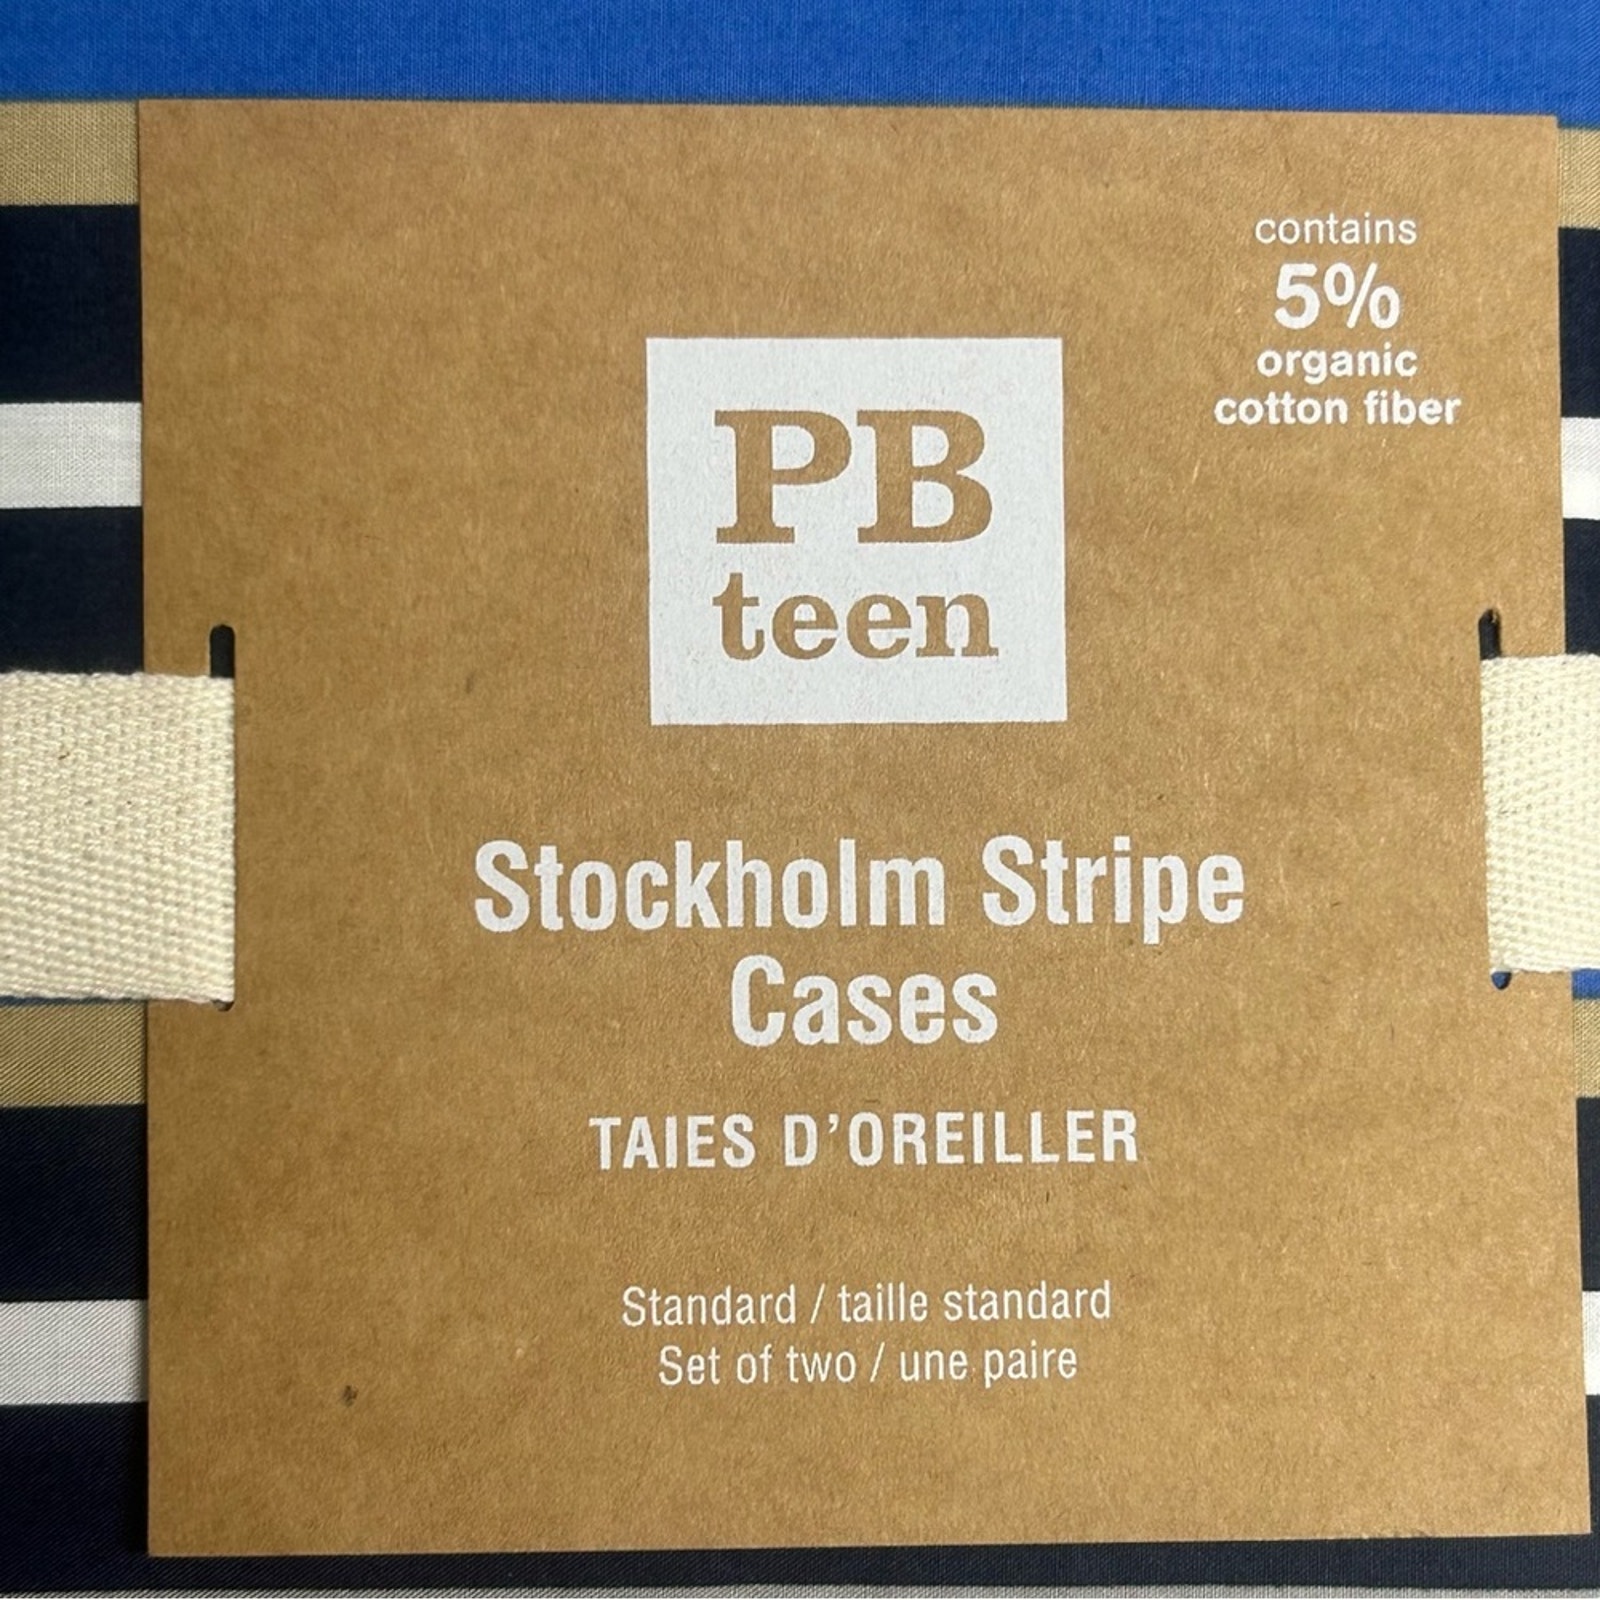 contains
5%
organic
cotton fiber
PB
teen
Stockholm Stripe
Cases
TAIES D'OREILLER
Standard / taille standard
Set of two / une paire